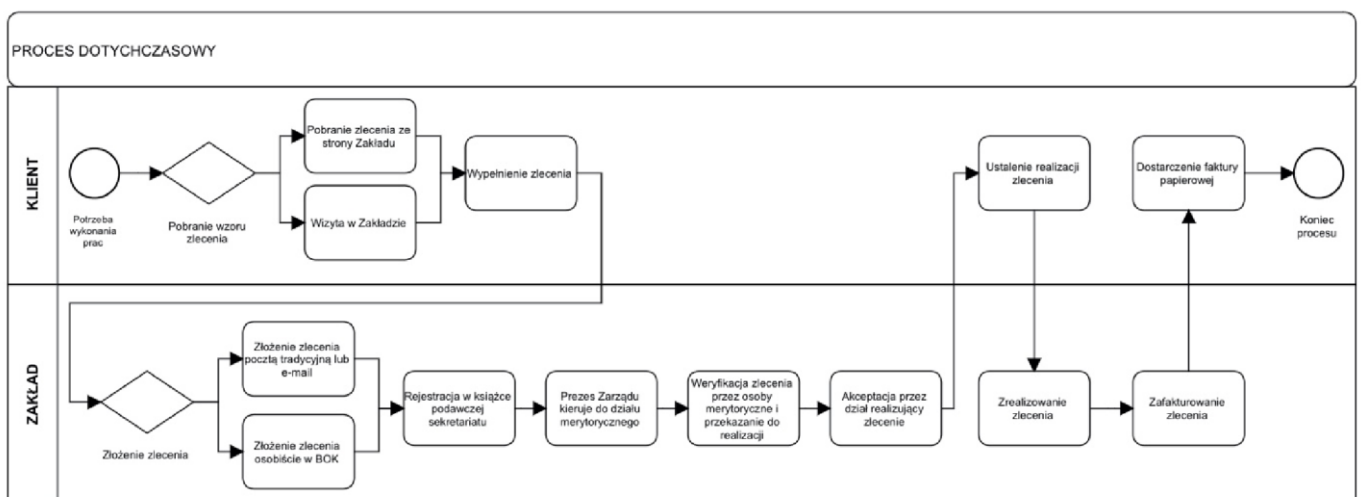 PROCES DOTYCHCZASOWY
KLIENT
Potrzeba
wykonania
prac
Pobranie wzoru
zlecenia
Pobranie zlecenia ze
strony Zakładu
Wizyta w Zakładzie
Wypełnienie zlecenia
Ustalenie realizacji
zlecenia
Dostarczenie faktury
papierowej
Koniec
procesu
ZAKŁAD
Złożenie zlecenia
Złożenie zlecenia
pocztą tradycyjną lub
e-mail
Złożenie zlecenia
osobiście w BOK
Rejestracja w książce
podawczej
sekretariatu
Prezes Zarządu
kieruje do działu
merytorycznego
Weryfikacja zlecenia
przez osoby
merytoryczne i
przekazanie do
realizacji
Akceptacja przez
dział realizujący
zlecenie
Zrealizowanie
zlecenia
Zafakturowanie
zlecenia